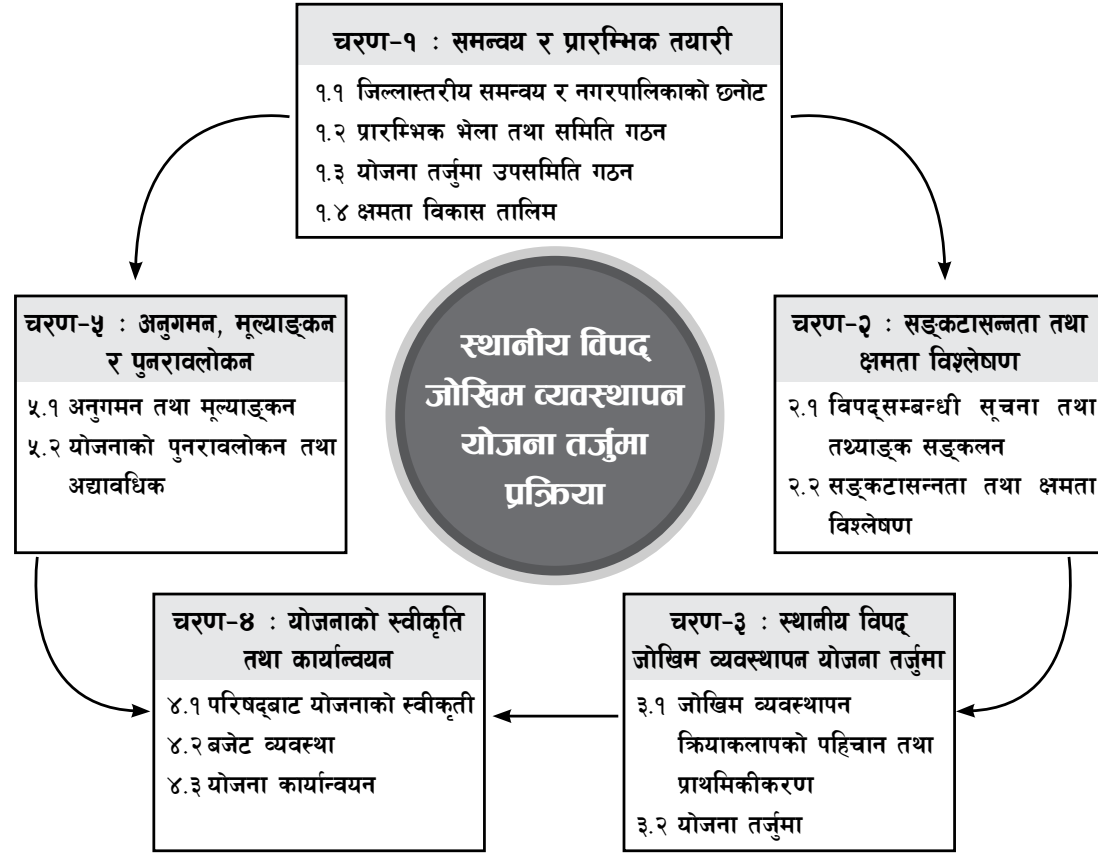 चरण-१ : समन्वय र प्रारम्भिक तयारी
१.१ जिल्लास्तरीय समन्वय र नगरपालिकाको छनोट
१.२ प्रारम्भिक भेला तथा समिति गठन
१.३ योजना तर्जुमा उपसमिति गठन
१.४ क्षमता विकास तालिम
स्थानीय विपद्
जोखिम व्यवस्थापन
योजना तर्जुमा
प्रक्रिया
चरण-२ : सङ्कटासन्नता तथा
क्षमता विश्लेषण
२.१ विपद्सम्बन्धी सूचना तथा
तथ्याङ्क सङ्कलन
२.२ सङ्कटासन्नता तथा क्षमता
विश्लेषण
चरण-३ : स्थानीय विपद्
जोखिम व्यवस्थापन योजना तर्जुमा
३.१ जोखिम व्यवस्थापन
क्रियाकलापको पहिचान तथा
प्राथमिकीकरण
३.२ योजना तर्जुमा
चरण-४ : योजनाको स्वीकृति
तथा कार्यान्वयन
४.१ परिषद्बाट योजनाको स्वीकृती
४.२ बजेट व्यवस्था
४.३ योजना कार्यान्वयन
चरण-५ : अनुगमन, मूल्याङ्कन
र पुनरावलोकन
५.१ अनुगमन तथा मूल्याङ्कन
५.२ योजनाको पुनरावलोकन तथा
अद्यावधिक